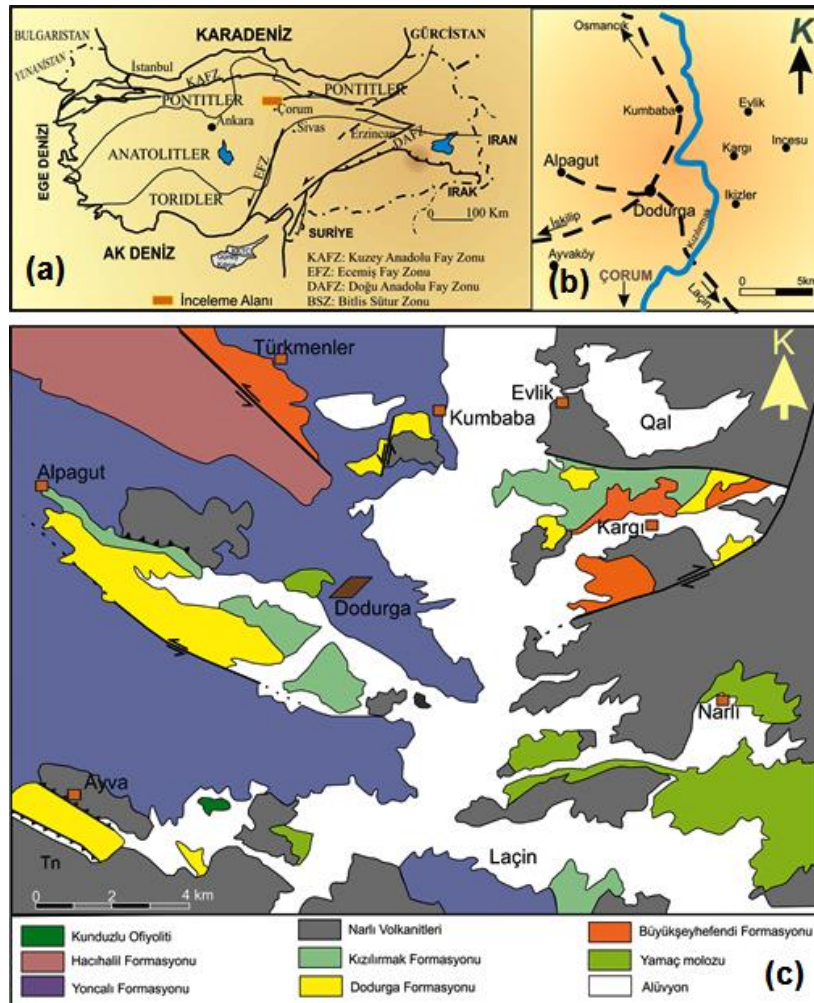 (a)
BULGARISTAN
KARADENİZ
GÜRCİSTAN
YUNANİSTAN
İstanbul
KAFZ
PONTİTLER
PONTİTLER
Çorum
Ankara
Sivas
Erzincan
DAFZ
IRAN
EGE DENİZİ
ANATOLİTLER
EFZ
TORİDLER
IRAK
0 100 Km
SURİYE
AK DENİZ
KAFZ: Kuzey Anadolu Fay Zonu
EFZ: Ecemiş Fay Zonu
DAFZ: Doğu Anadolu Fay Zonu
BSZ: Bitlis Sütur Zonu
İnceleme Alanı
(b)
Osmancık
K
Kumbaba
Evlik
Kargı
Incesu
Alpagut
Dodurga
Ikizler
İskilip
Kızılırmak
Ayvaköy
ÇORUM
Laçin
0 5km
Türkmenler
K
Evlik
Kumbaba
Qal
Alpagut
Kargı
Dodurga
Narlı
Ayva
Tn
Laçin
0 2 4 km
Kunduzlu Ofiyoliti
Hacıhalil Formasyonu
Yoncalı Formasyonu
Narlı Volkanitleri
Kızılırmak Formasyonu
Dodurga Formasyonu
Büyükşeyhefendi Formasyonu
Yamaç molozu
Alüvyon
(c)